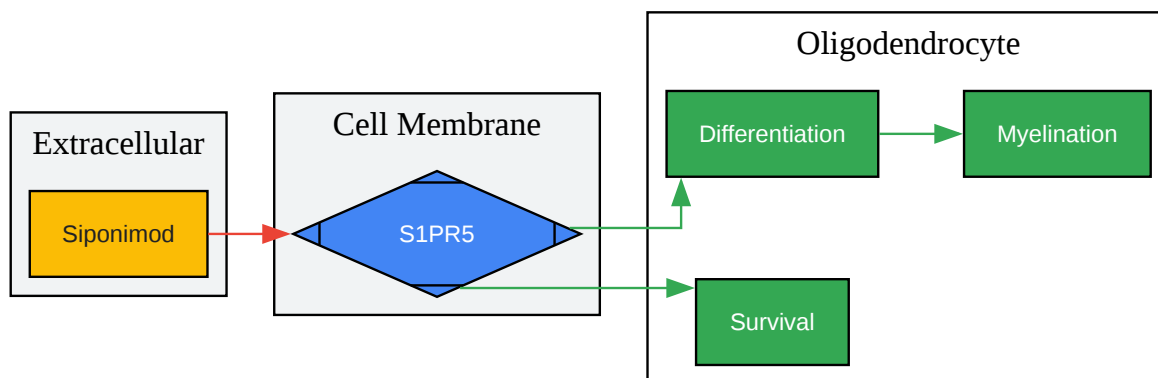 Extracellular
Siponimod
Cell Membrane
S1PR5
Oligodendrocyte
Differentiation
Myelination
Survival